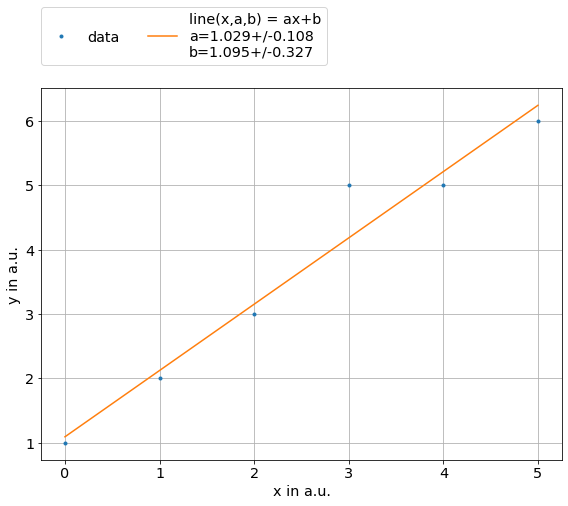 data
line(x,a,b) = ax+b
a=1.029+/-0.108
b=1.095+/-0.327
6
5
4
3
2
1
y in a.u.
0 1 2 3 4 5
x in a.u.